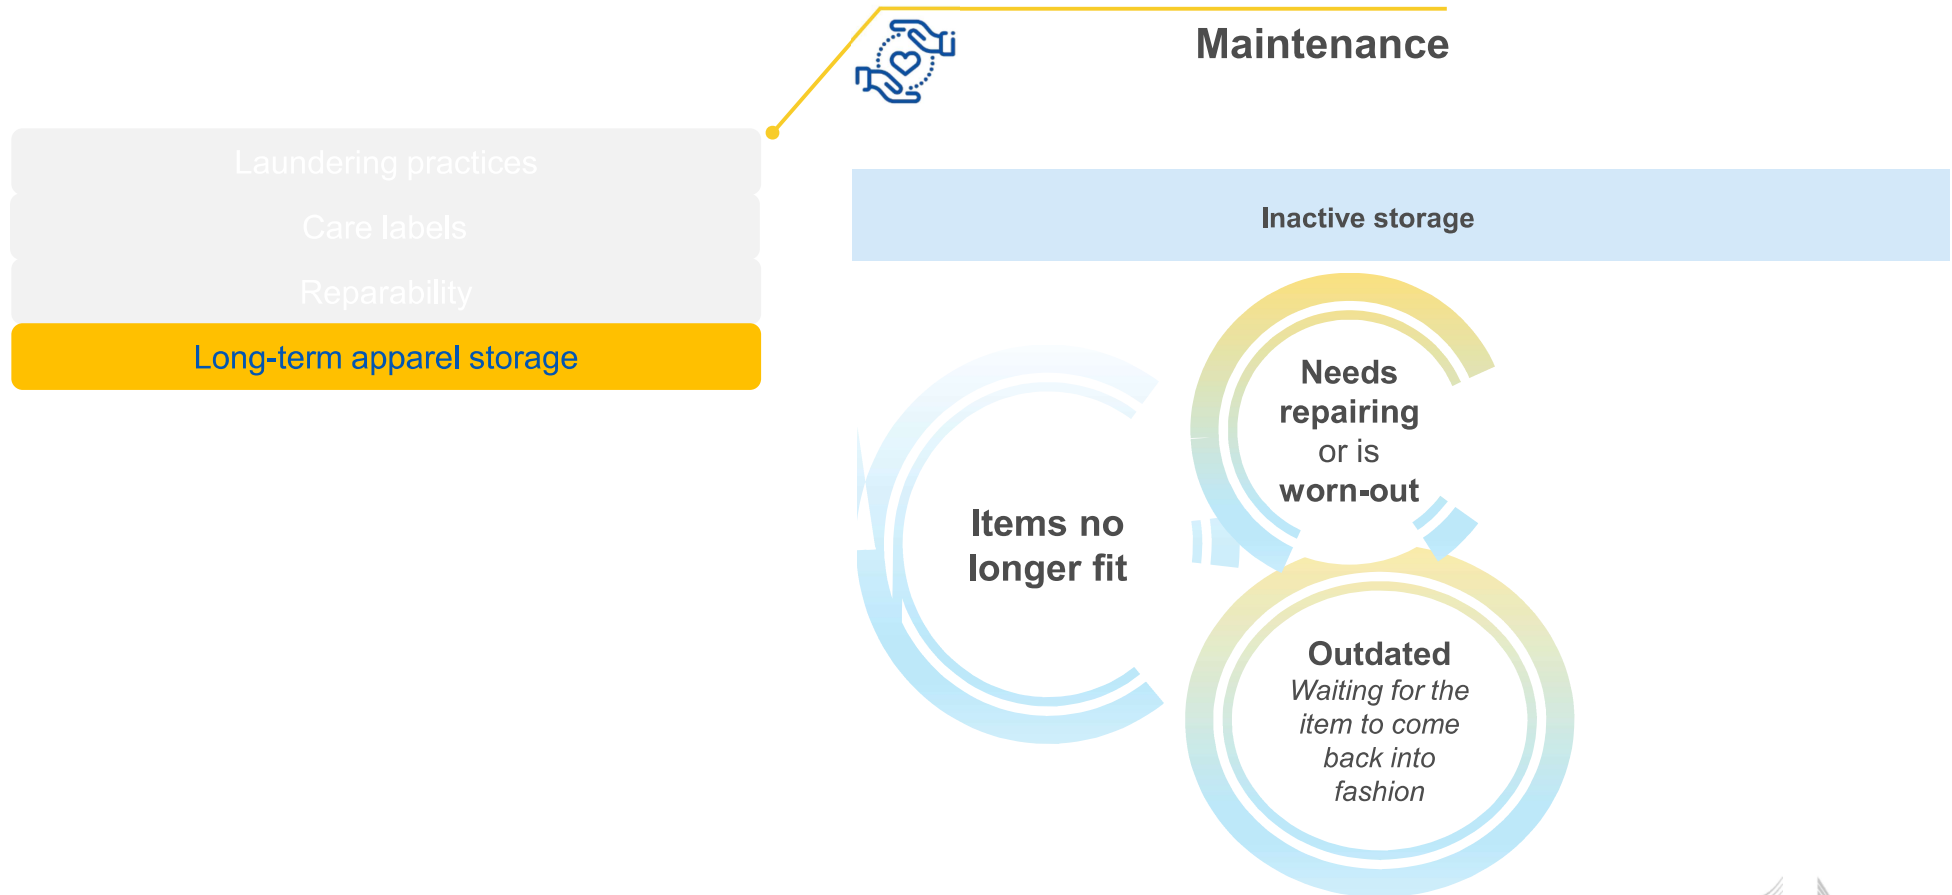 Maintenance
Laundering practices
Care labels
Reparability
Long-term apparel storage
Inactive storage
Needs
repairing
or is
worn-out
Items no
longer fit
Outdated
Waiting for the
item to come
back into
fashion